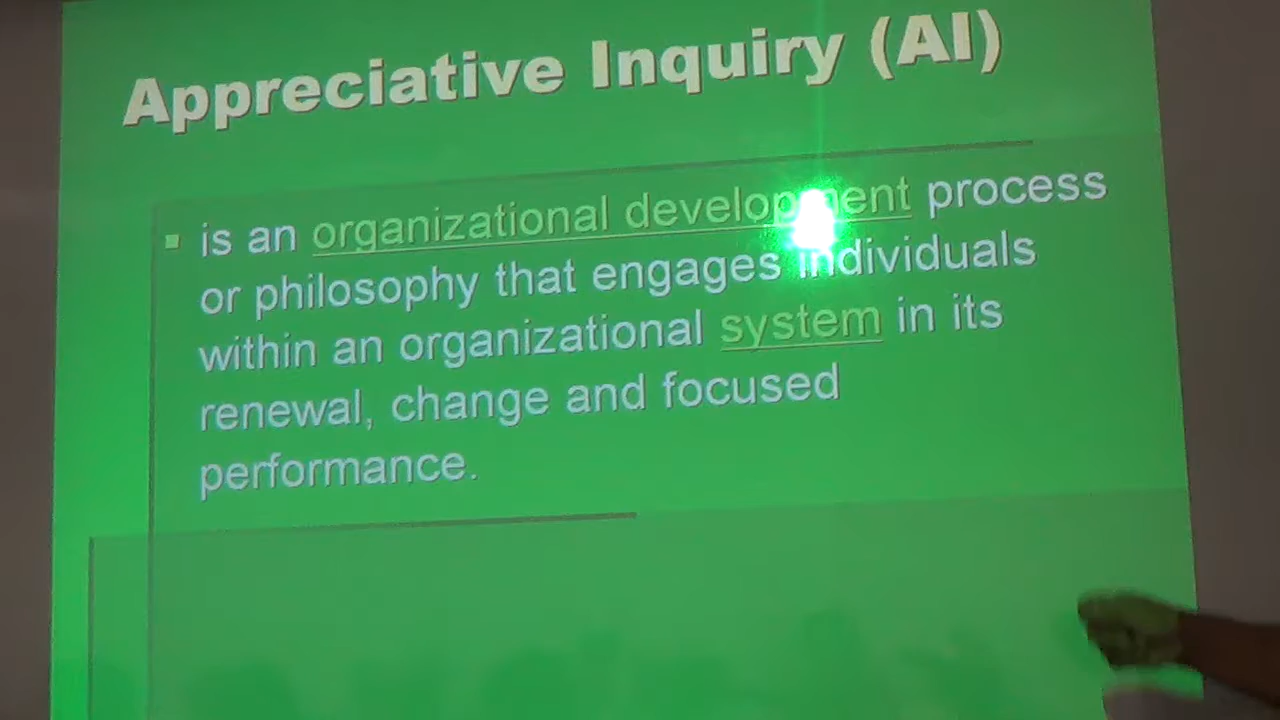 Appreciative Inquiry (AI)
is an organizational development process
or philosophy that engages individuals
within an organizational system in its
renewal, change and focused
performance.